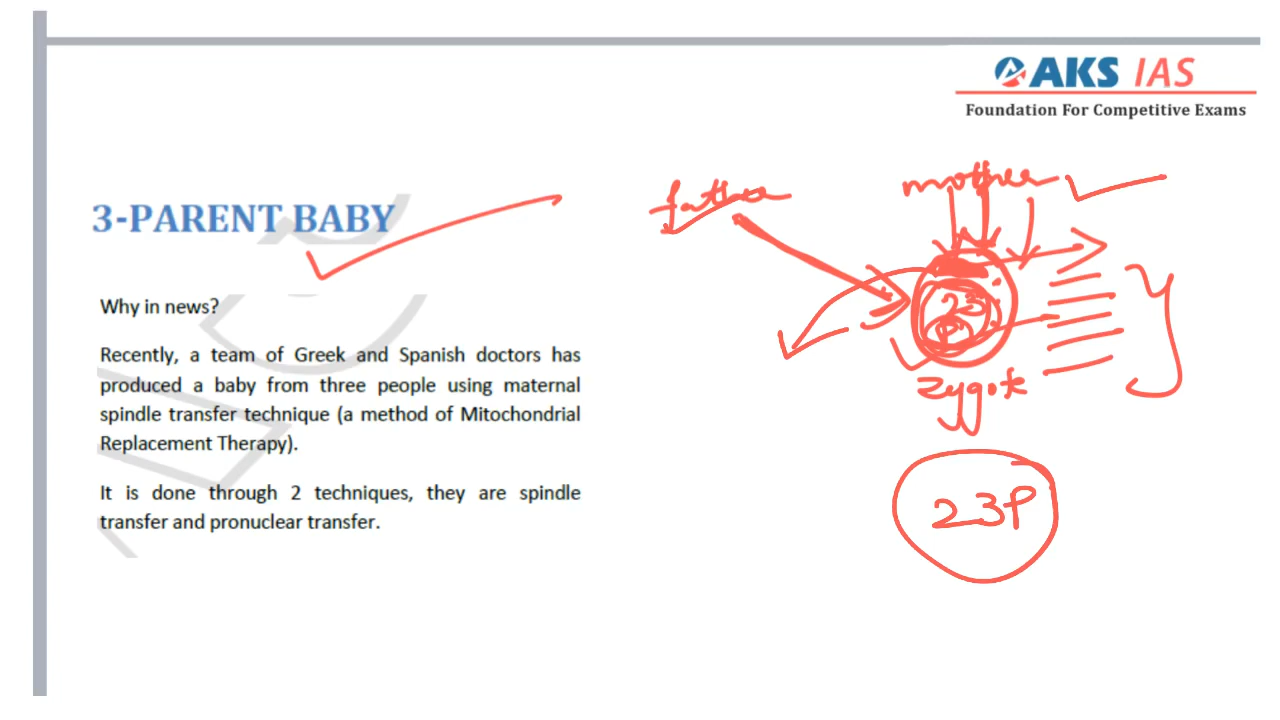 AKS IAS
Foundation For Competitive Exams
father
mother
3-PARENT BABY
Why in news?
Recently, a team of Greek and Spanish doctors has
produced a baby from three people using maternal
spindle transfer technique (a method of Mitochondrial
Replacement Therapy).
It is done through 2 techniques, they are spindle
transfer and pronuclear transfer.
23
P
zygote
23P